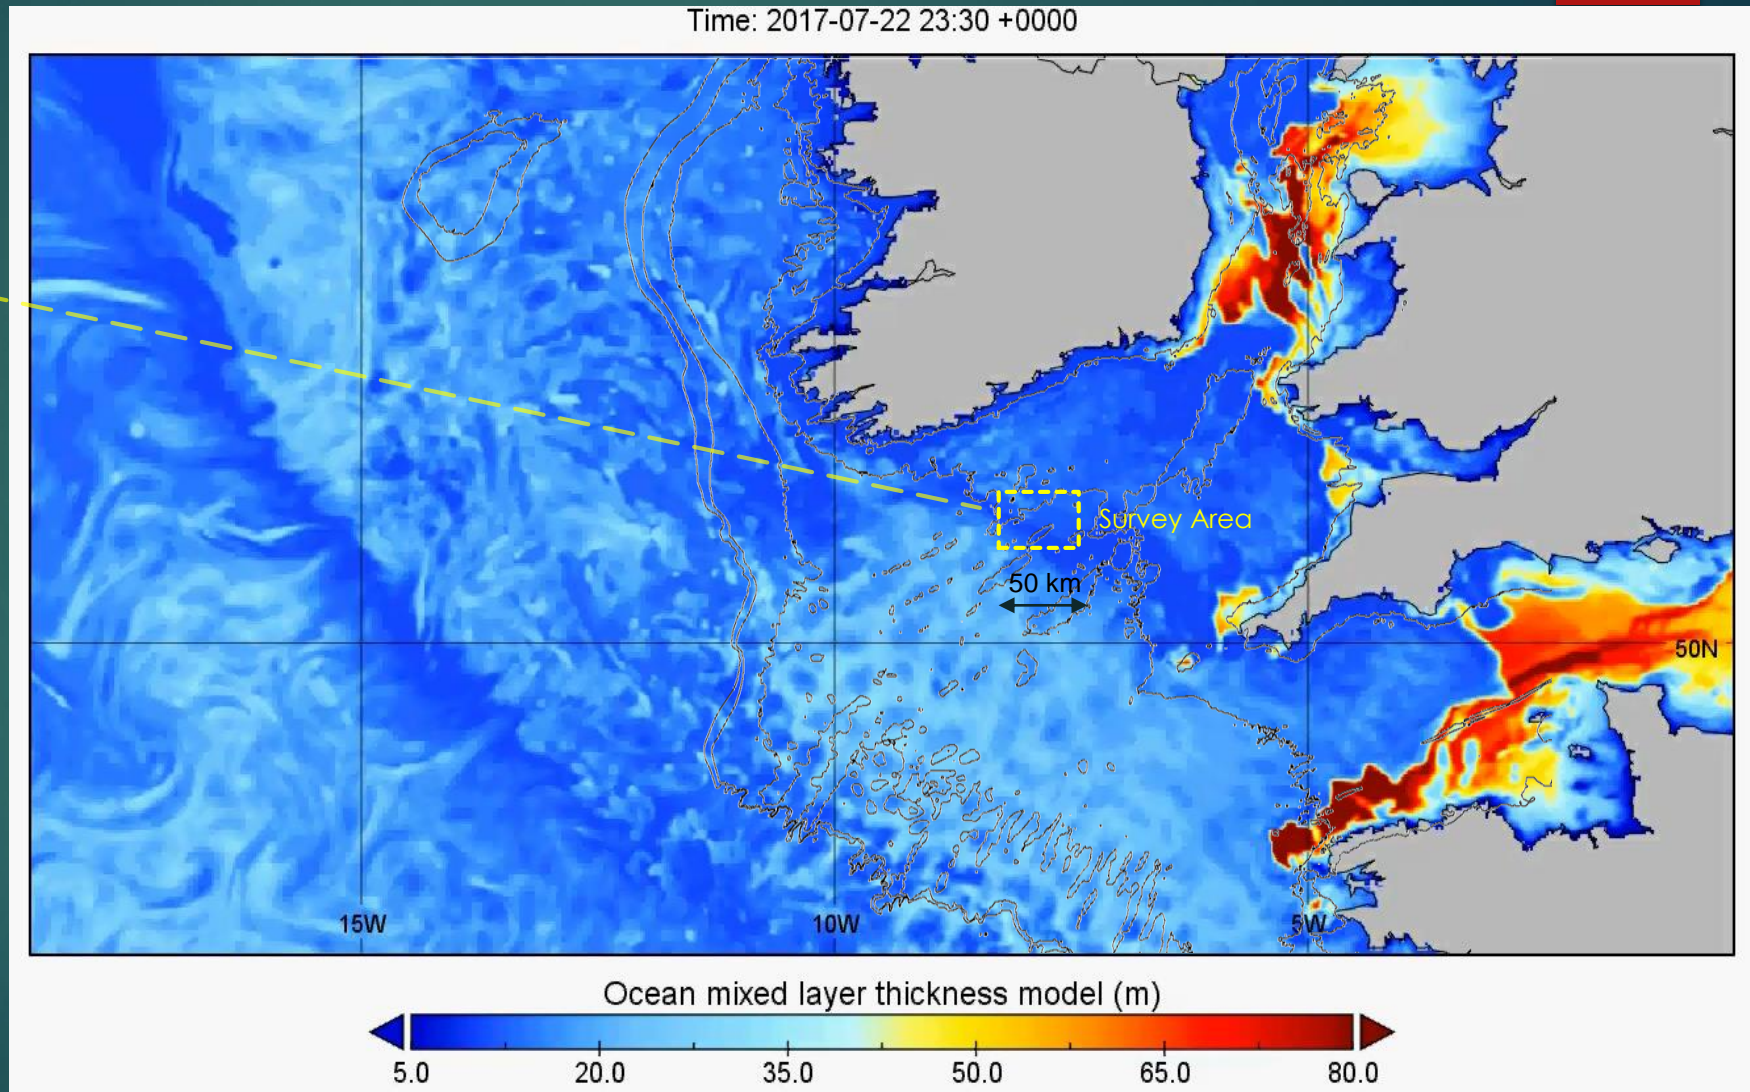 Time: 2017-07-22 23:30 +0000
Survey Area
50 km
50N
15W
10W
5W
Ocean mixed layer thickness model (m)
5.0 20.0 35.0 50.0 65.0 80.0